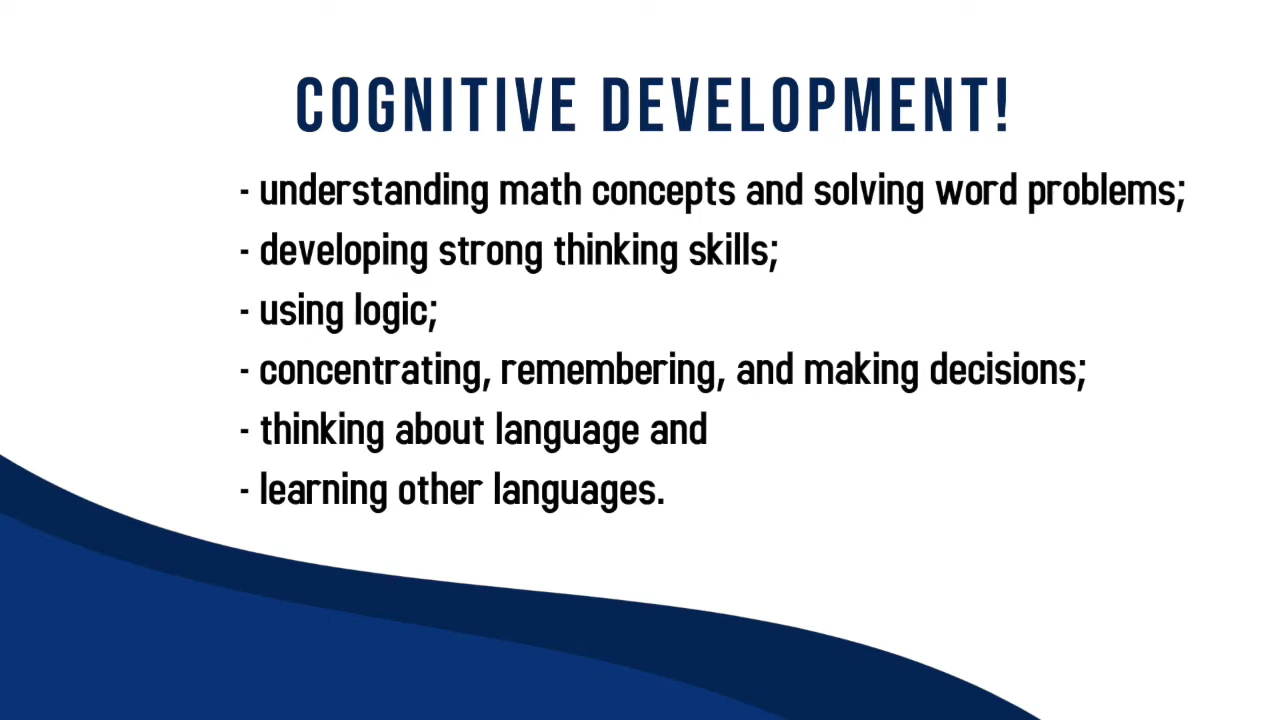 COGNITIVE DEVELOPMENT!
- understanding math concepts and solving word problems;
- developing strong thinking skills;
- using logic;
- concentrating, remembering, and making decisions;
- thinking about language and
- learning other languages.